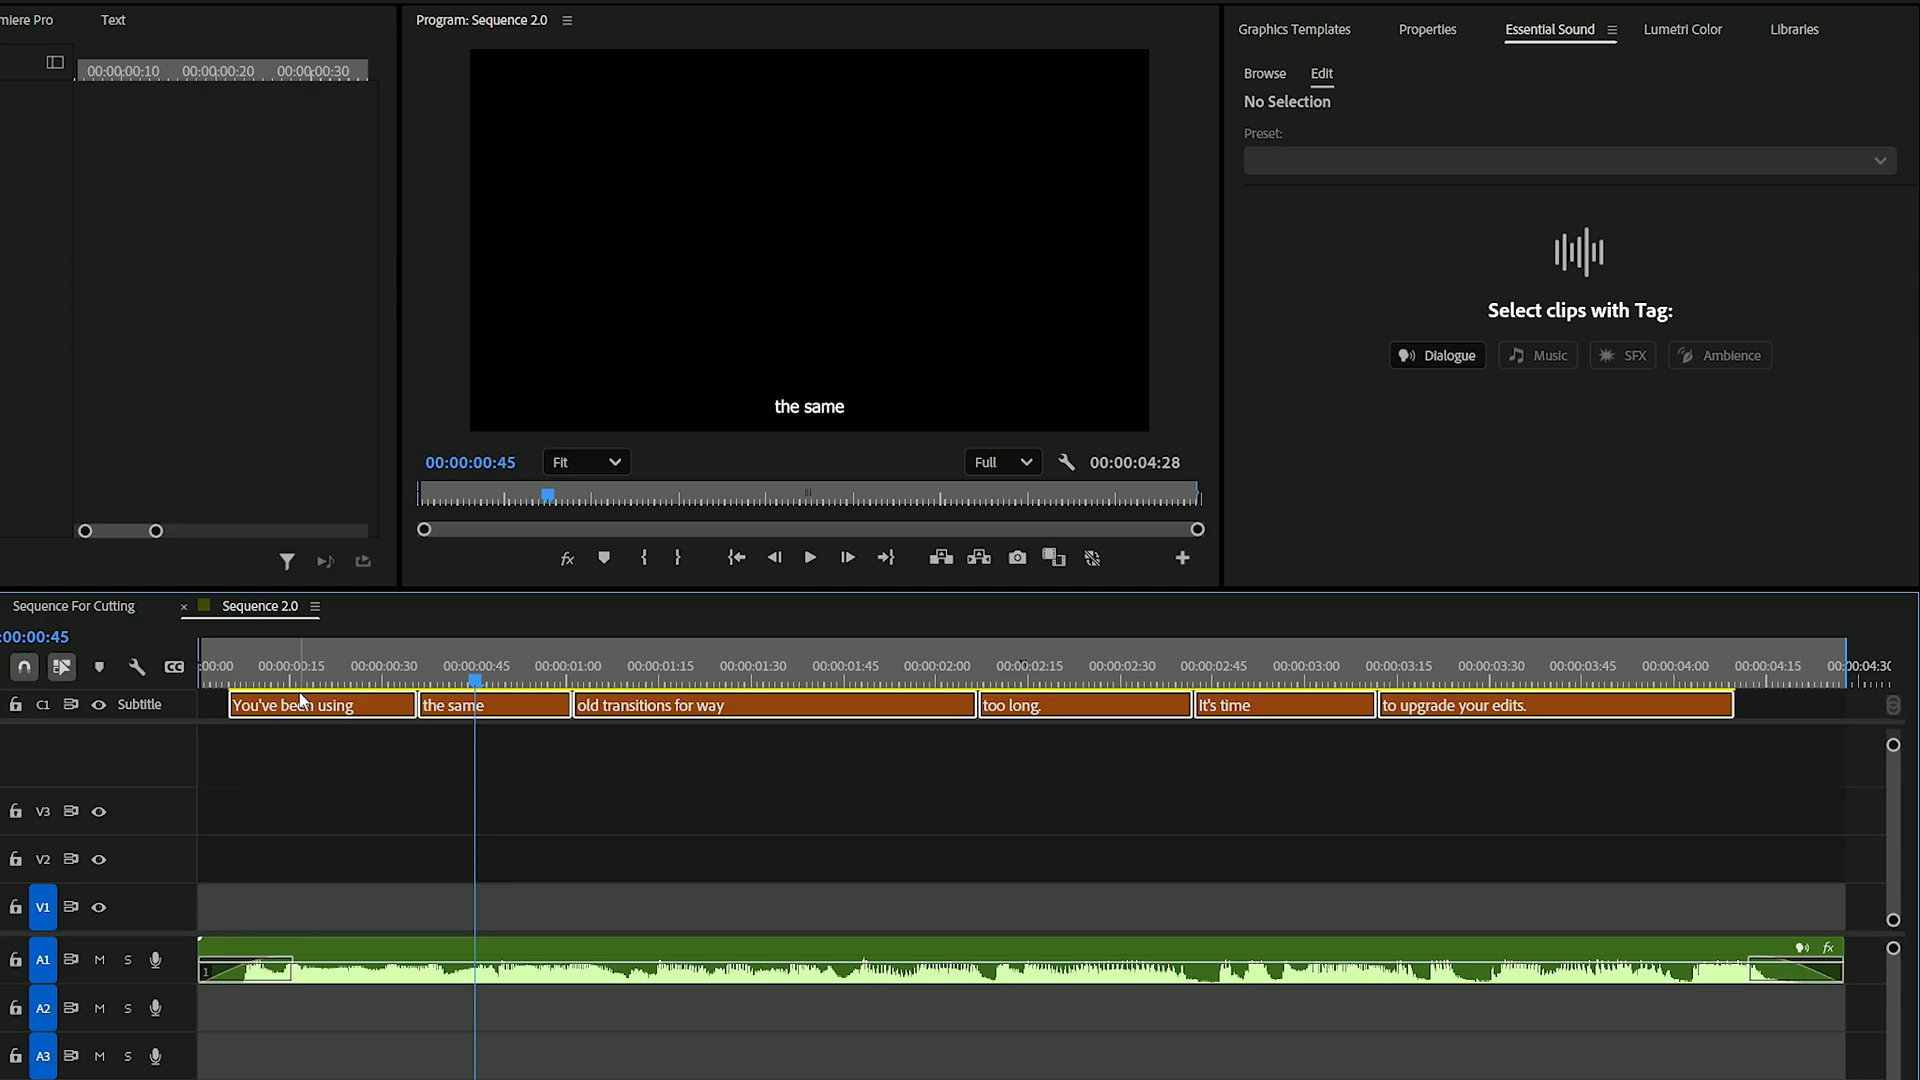 miere Pro
Text
Program: Sequence 2.0
Graphics Templates
Properties
Essential Sound
Lumetri Color
Libraries
00:00:00:10
00:00:00:20
00:00:00:30
Browse
Edit
No Selection
Preset:
Select clips with Tag:
Dialogue
Music
SFX
Ambience
the same
00:00:00:45
Fit
Full
00:00:04:28
fx
Sequence For Cutting
Sequence 2.0
:00:00:45
:00:00
00:00:00:15
00:00:00:30
00:00:00:45
00:00:01:00
00:00:01:15
00:00:01:30
00:00:01:45
00:00:02:00
00:00:02:15
00:00:02:30
00:00:02:45
00:00:03:00
00:00:03:15
00:00:03:30
00:00:03:45
00:00:04:00
00:00:04:15
00:00:04:30
CC
C1
Subtitle
You've been using
the same
old transitions for way
too long.
It's time
to upgrade your edits.
V3
V2
V1
A1
M
S
1
fx
A2
M
S
A3
M
S